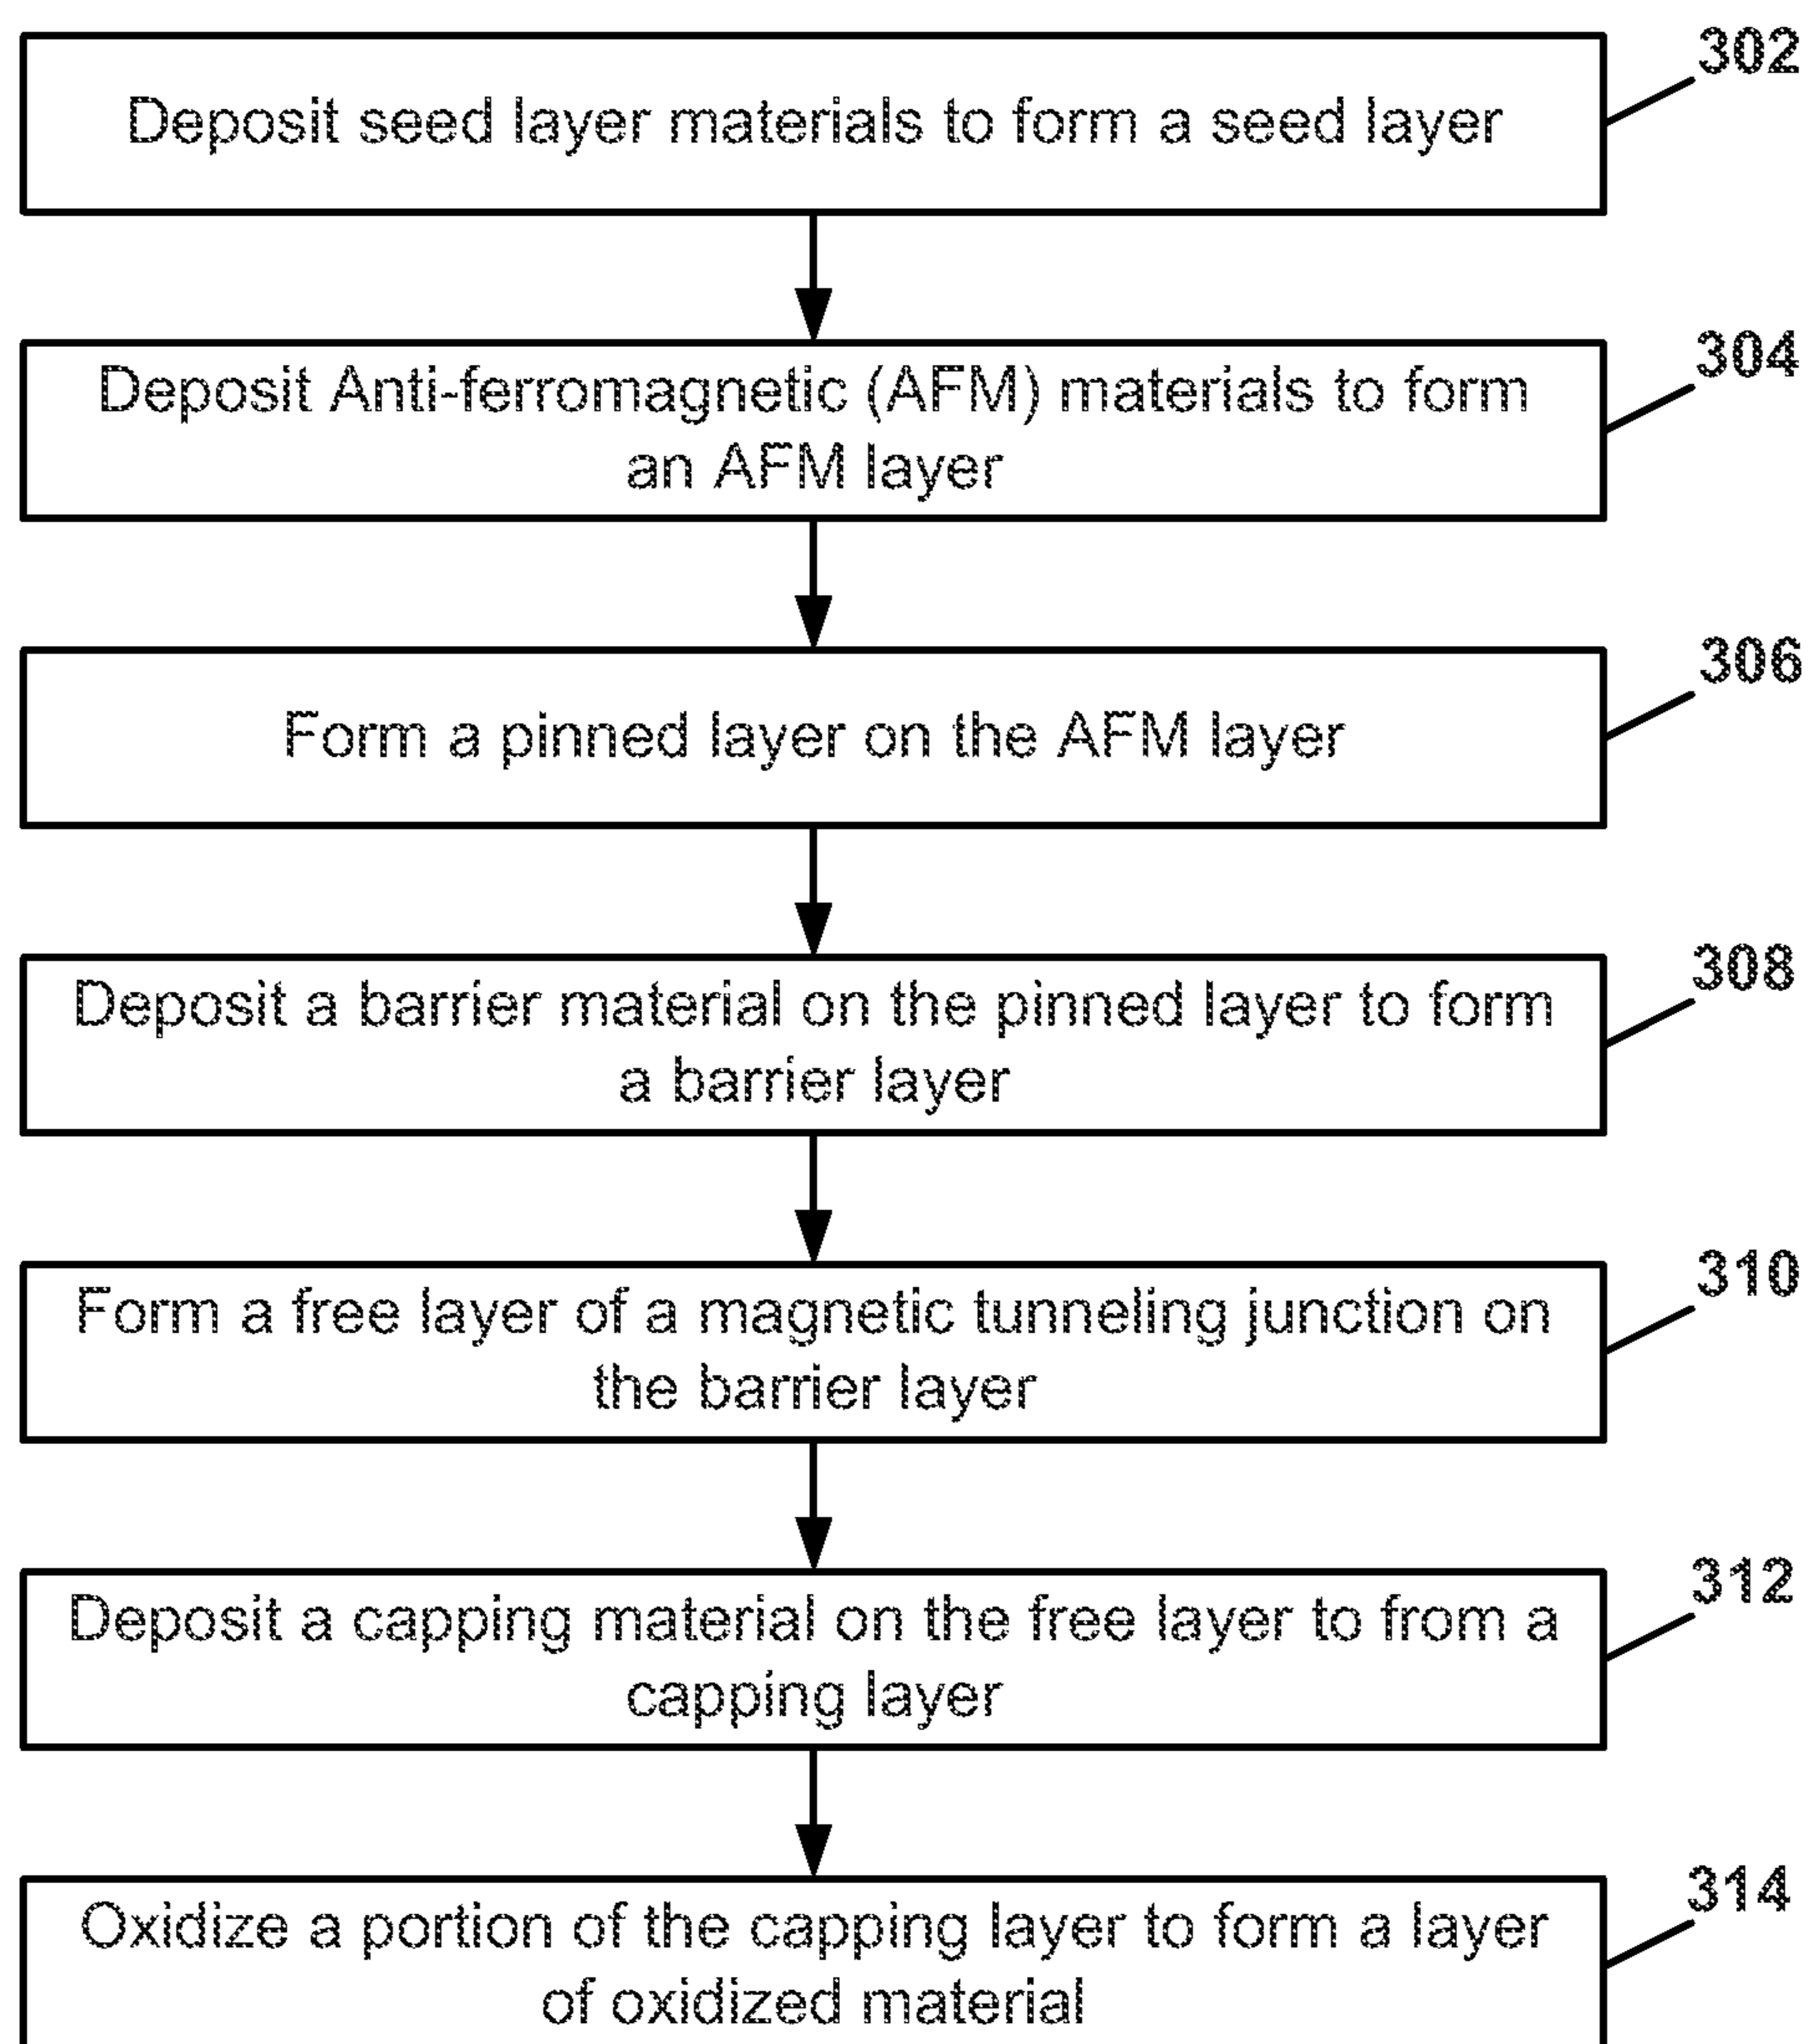 302
Deposit seed layer materials to form a seed layer
304
Deposit Anti-ferromagnetic (AFM) materials to form
an AFM layer
306
Form a pinned layer on the AFM layer
308
Deposit a barrier material on the pinned layer to form
a barrier layer
310
Form a free layer of a magnetic tunneling junction on
the barrier layer
312
Deposit a capping material on the free layer to from a
capping layer
314
Oxidize a portion of the capping layer to form a layer
of oxidized material